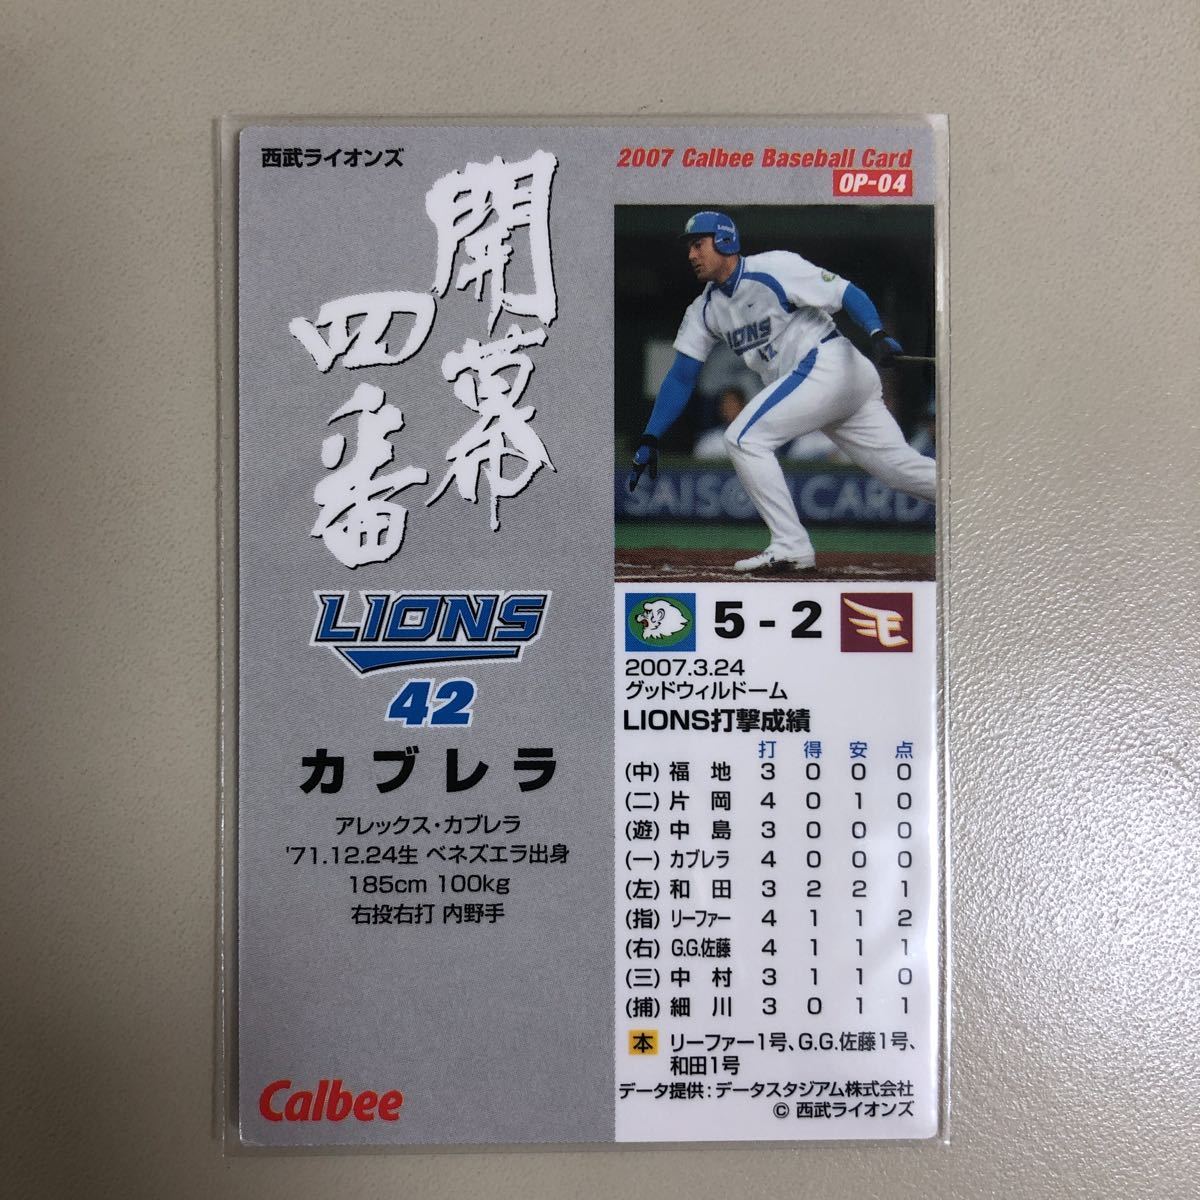 西武ライオンズ
開幕
四番
LIONS
42
カブレラ
アレックス・カブレラ
'71.12.24生 ベネズエラ出身
185cm 100kg
右投右打 内野手
Calbee
2007 Calbee Baseball Card
OP-04
LIONS
LIONS
42
SAISON CARD
5 - 2
2007.3.24
グッドウィルドーム
LIONS打撃成績
打 得 安 点
(中) 福地 3 0 0 0
(二) 片岡 4 0 1 0
(遊) 中島 3 0 0 0
(一) カブレラ 4 0 0 0
(左) 和田 3 2 2 1
(指) リーファー 4 1 1 2
(右) G.G.佐藤 4 1 1 1
(三) 中村 3 1 1 0
(捕) 細川 3 0 1 1
本 リーファー1号、G.G.佐藤1号、
和田1号
データ提供:データスタジアム株式会社
© 西武ライオンズ